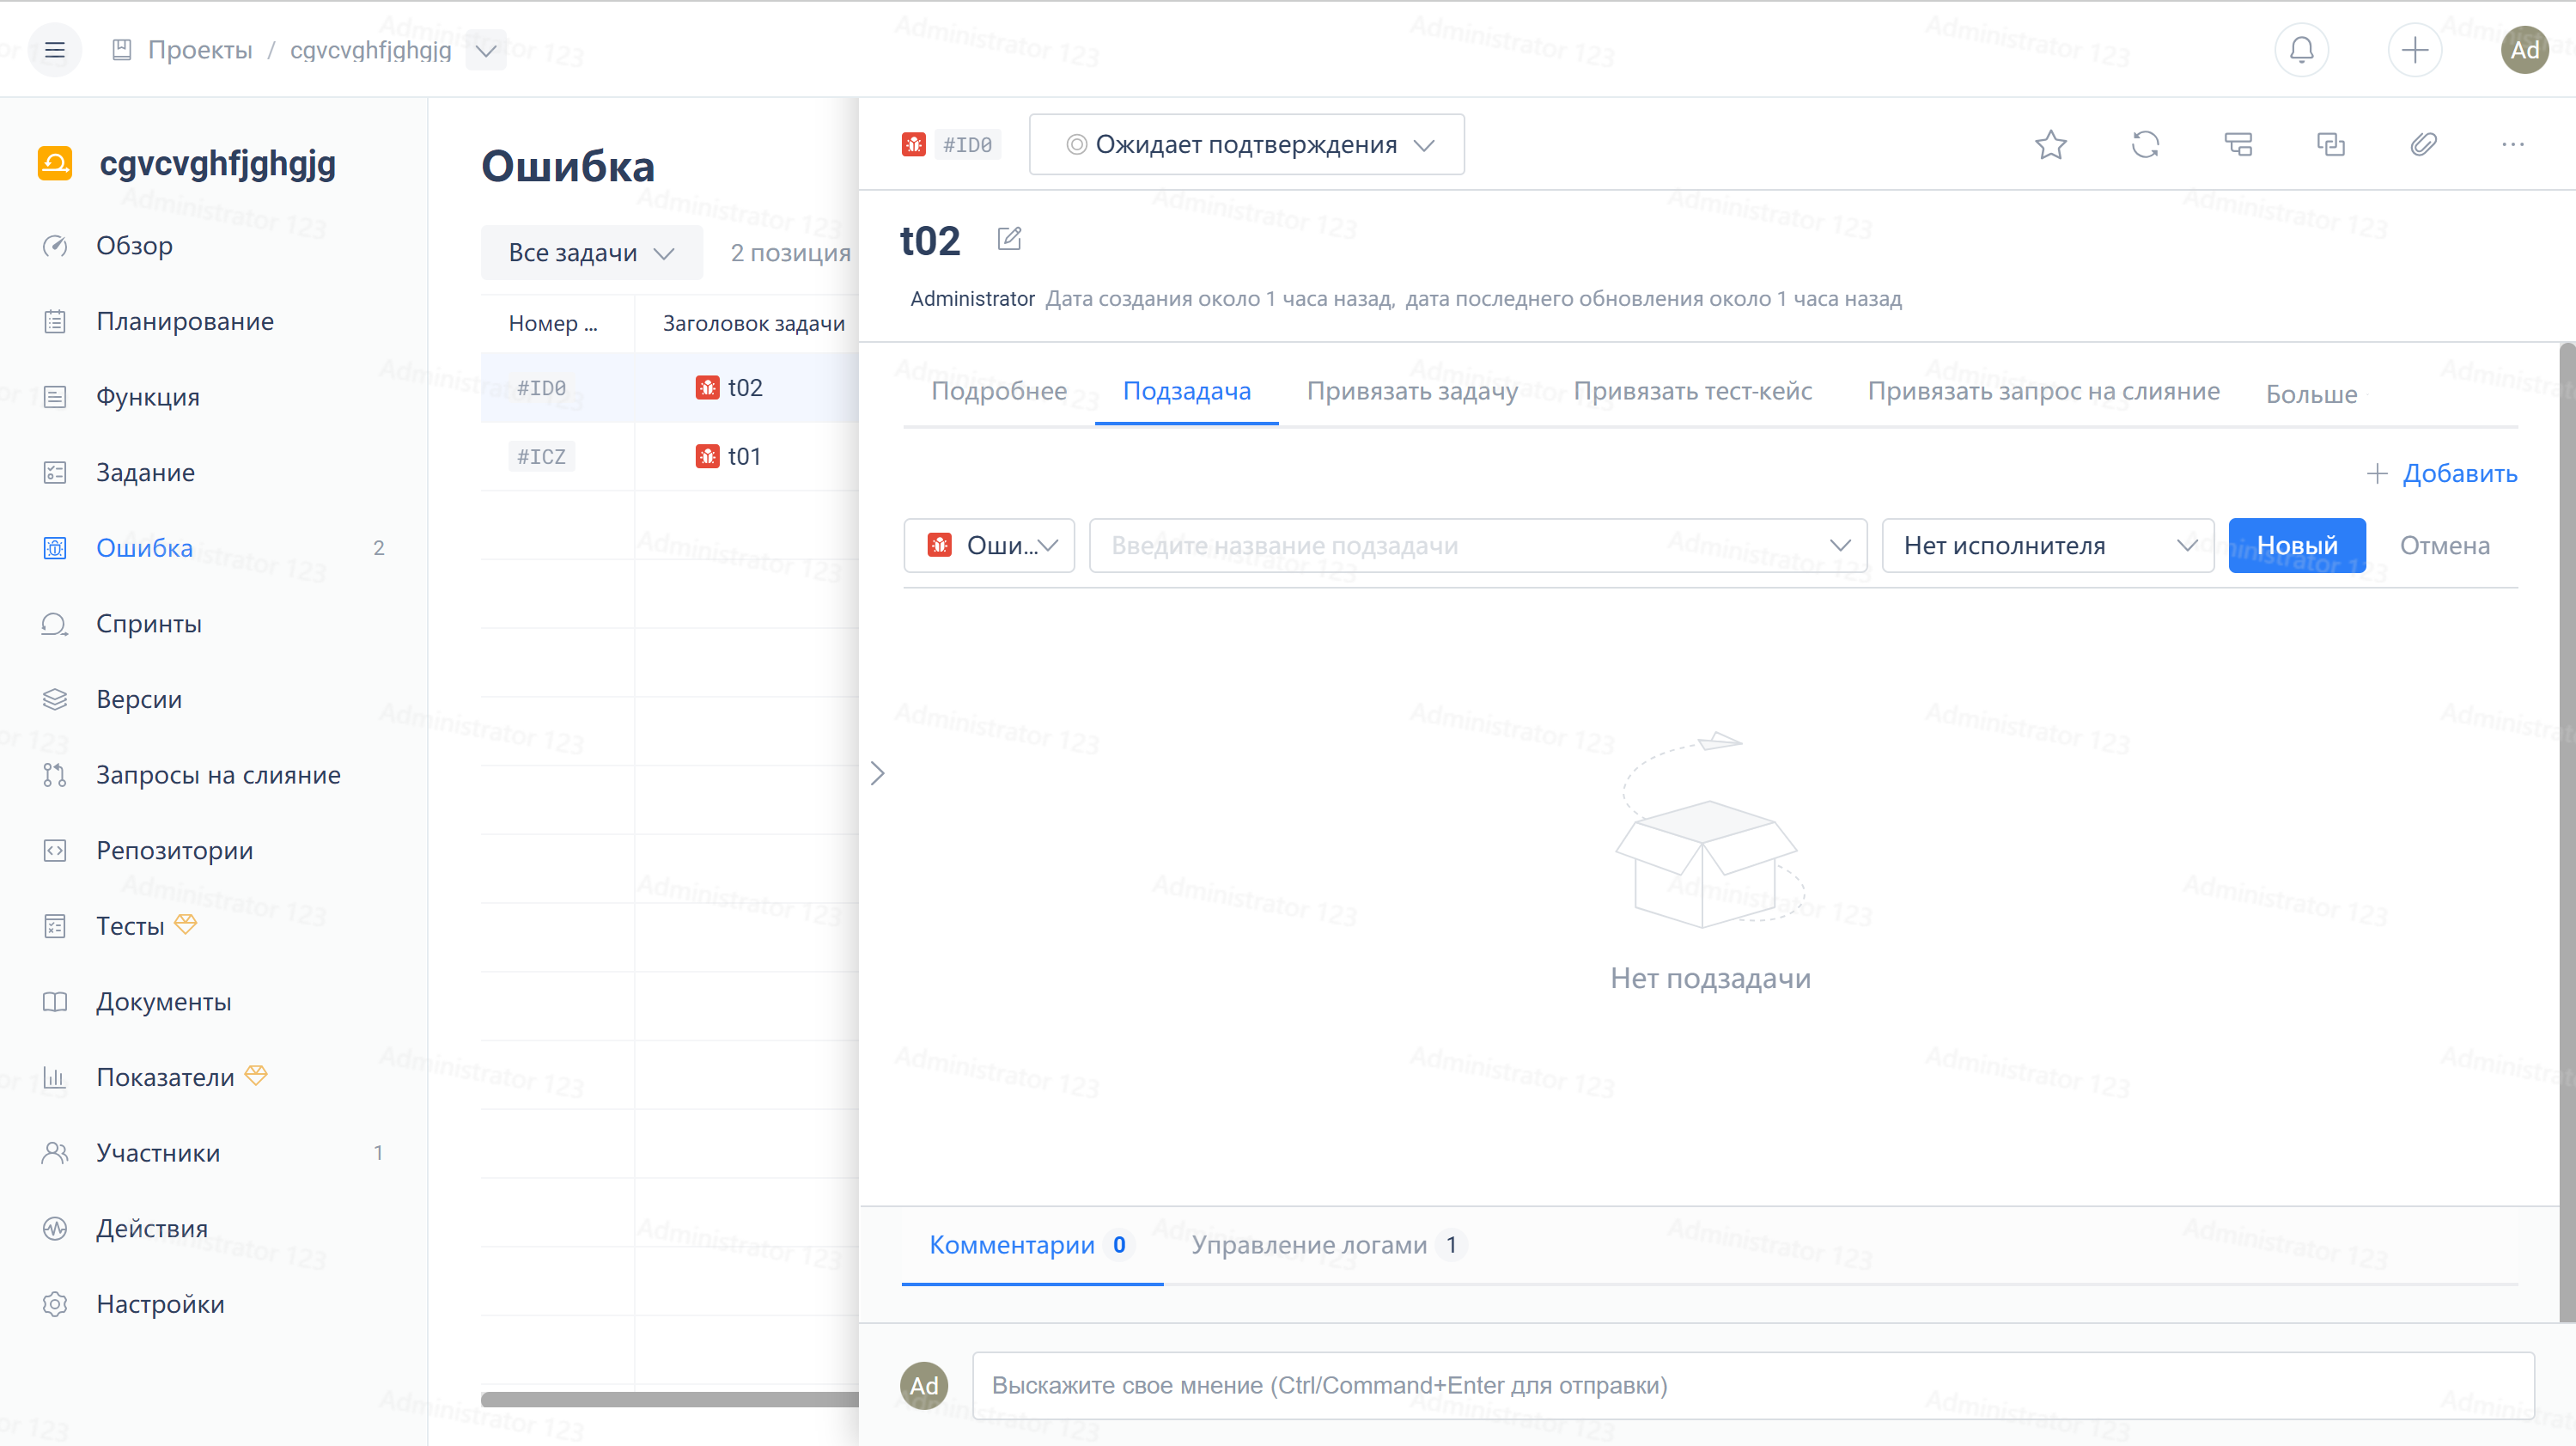 Проекты / cgvcvghfjghgjg
Ad
cgvcvghfjghgjg
Обзор
Планирование
Функция
Задание
Ошибка 2
Спринты
Версии
Запросы на слияние
Репозитории
Тесты
Документы
Показатели
Участники 1
Действия
Настройки
Ошибка
Все задачи 2 позиция
Номер ... Заголовок задачи
#ID0 t02
#ICZ t01
#ID0 Ожидает подтверждения
t02
Administrator Дата создания около 1 часа назад, дата последнего обновления около 1 часа назад
Подробнее Подзадача Привязать задачу Привязать тест-кейс Привязать запрос на слияние Больше
Добавить
Оши... Введите название подзадачи Нет исполнителя Новый Отмена
Нет подзадачи
Комментарии 0 Управление логами 1
Ad Выскажите свое мнение (Ctrl/Command+Enter для отправки)
Administrator 123